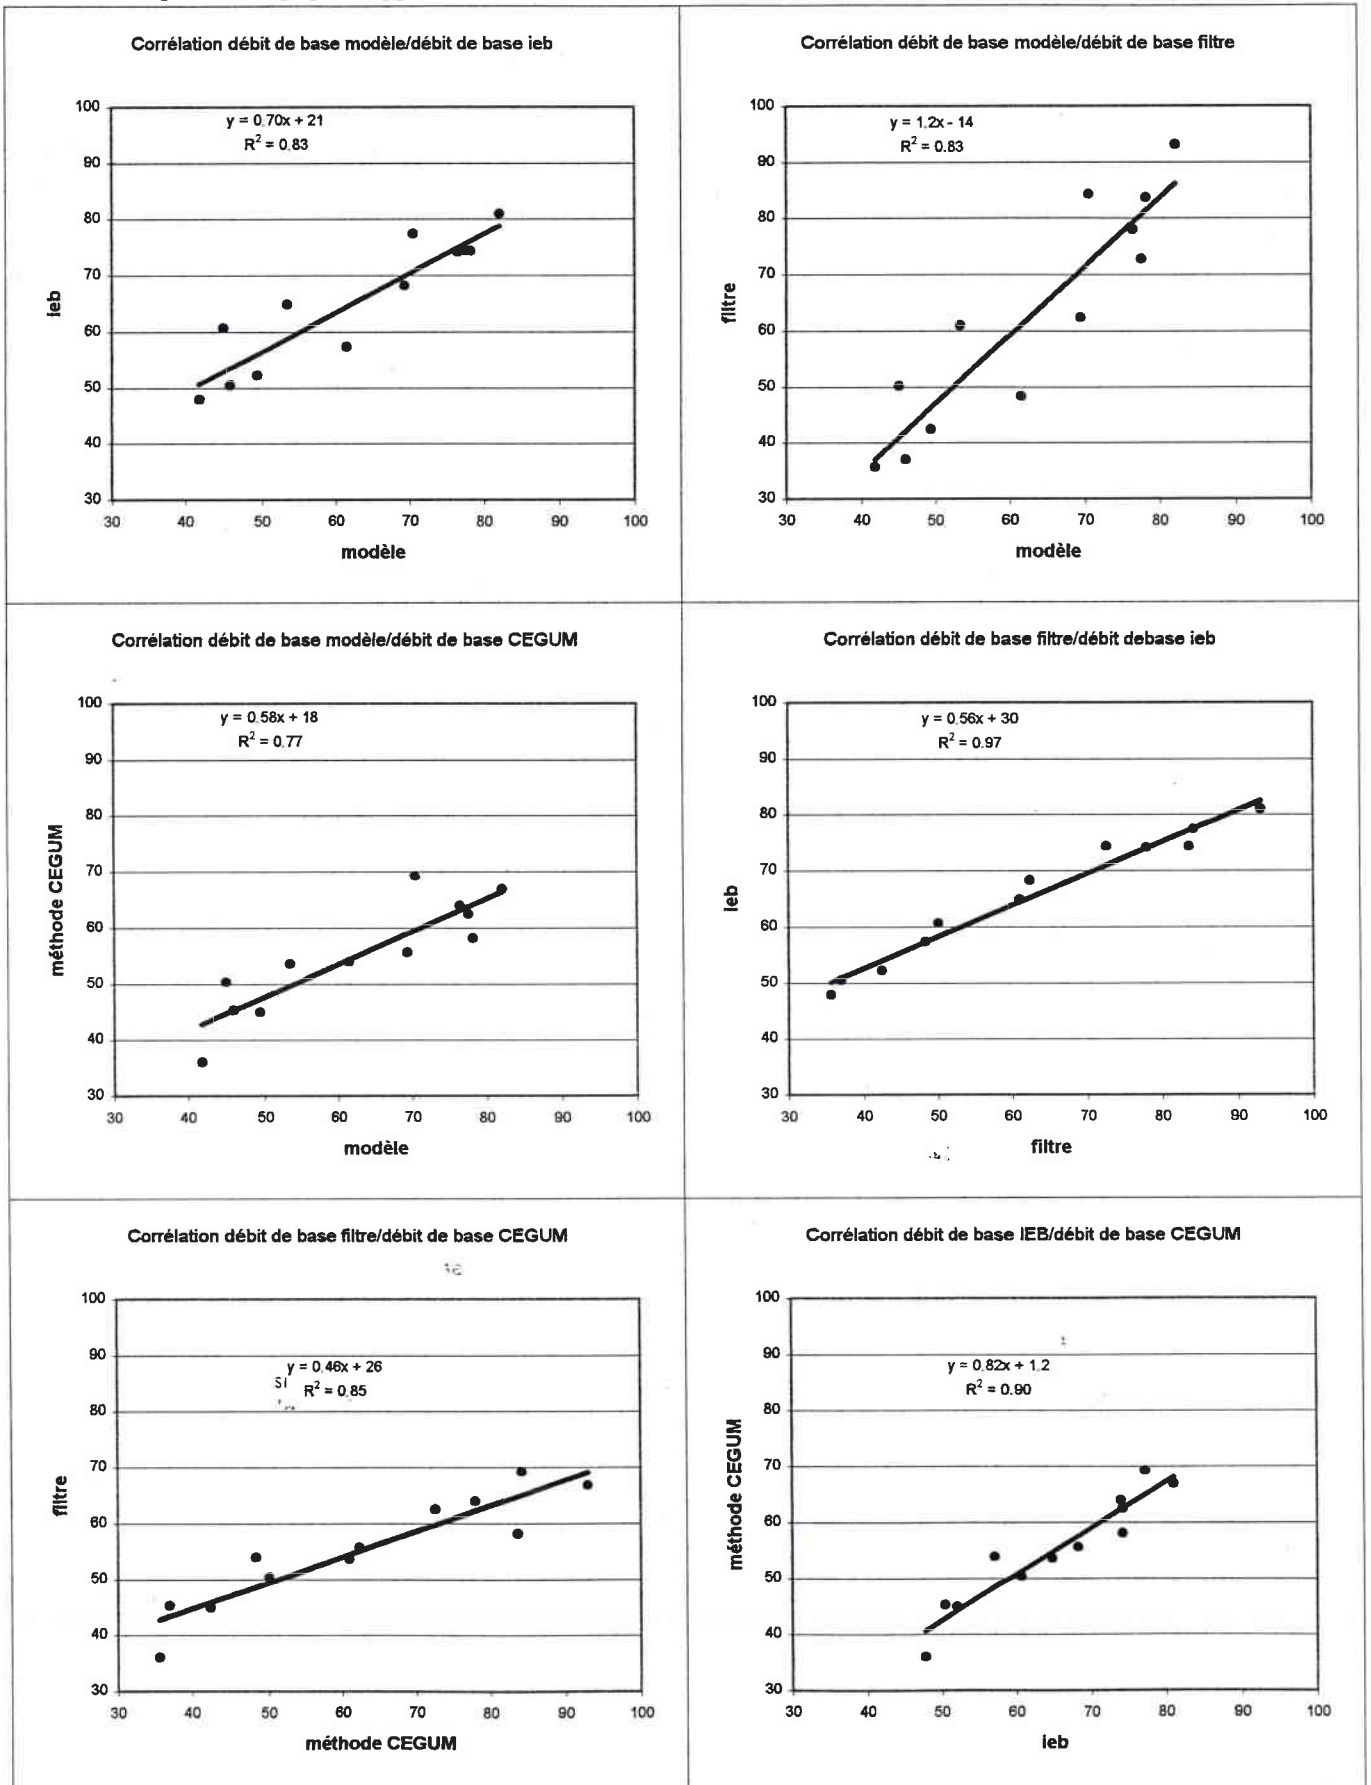 Corrélation débit de base modèle/débit de base ieb
y = 0.70x + 21
R² = 0.83
100
90
80
70
60
50
40
30
30 40 50 60 70 80 90 100
ieb
modèle
Corrélation débit de base modèle/débit de base filtre
y = 1.2x - 14
R² = 0.83
100
90
80
70
60
50
40
30
30 40 50 60 70 80 90 100
filtre
modèle
Corrélation débit de base modèle/débit de base CEGUM
y = 0.58x + 18
R² = 0.77
100
90
80
70
60
50
40
30
30 40 50 60 70 80 90 100
méthode CEGUM
modèle
Corrélation débit de base filtre/débit debase ieb
y = 0.56x + 30
R² = 0.97
100
90
80
70
60
50
40
30
30 40 50 60 70 80 90 100
ieb
filtre
Corrélation débit de base filtre/débit de base CEGUM
y = 0.46x + 26
R² = 0.85
100
90
80
70
60
50
40
30
30 40 50 60 70 80 90 100
filtre
méthode CEGUM
Corrélation débit de base IEB/débit de base CEGUM
y = 0.82x + 1.2
R² = 0.90
100
90
80
70
60
50
40
30
30 40 50 60 70 80 90 100
méthode CEGUM
ieb